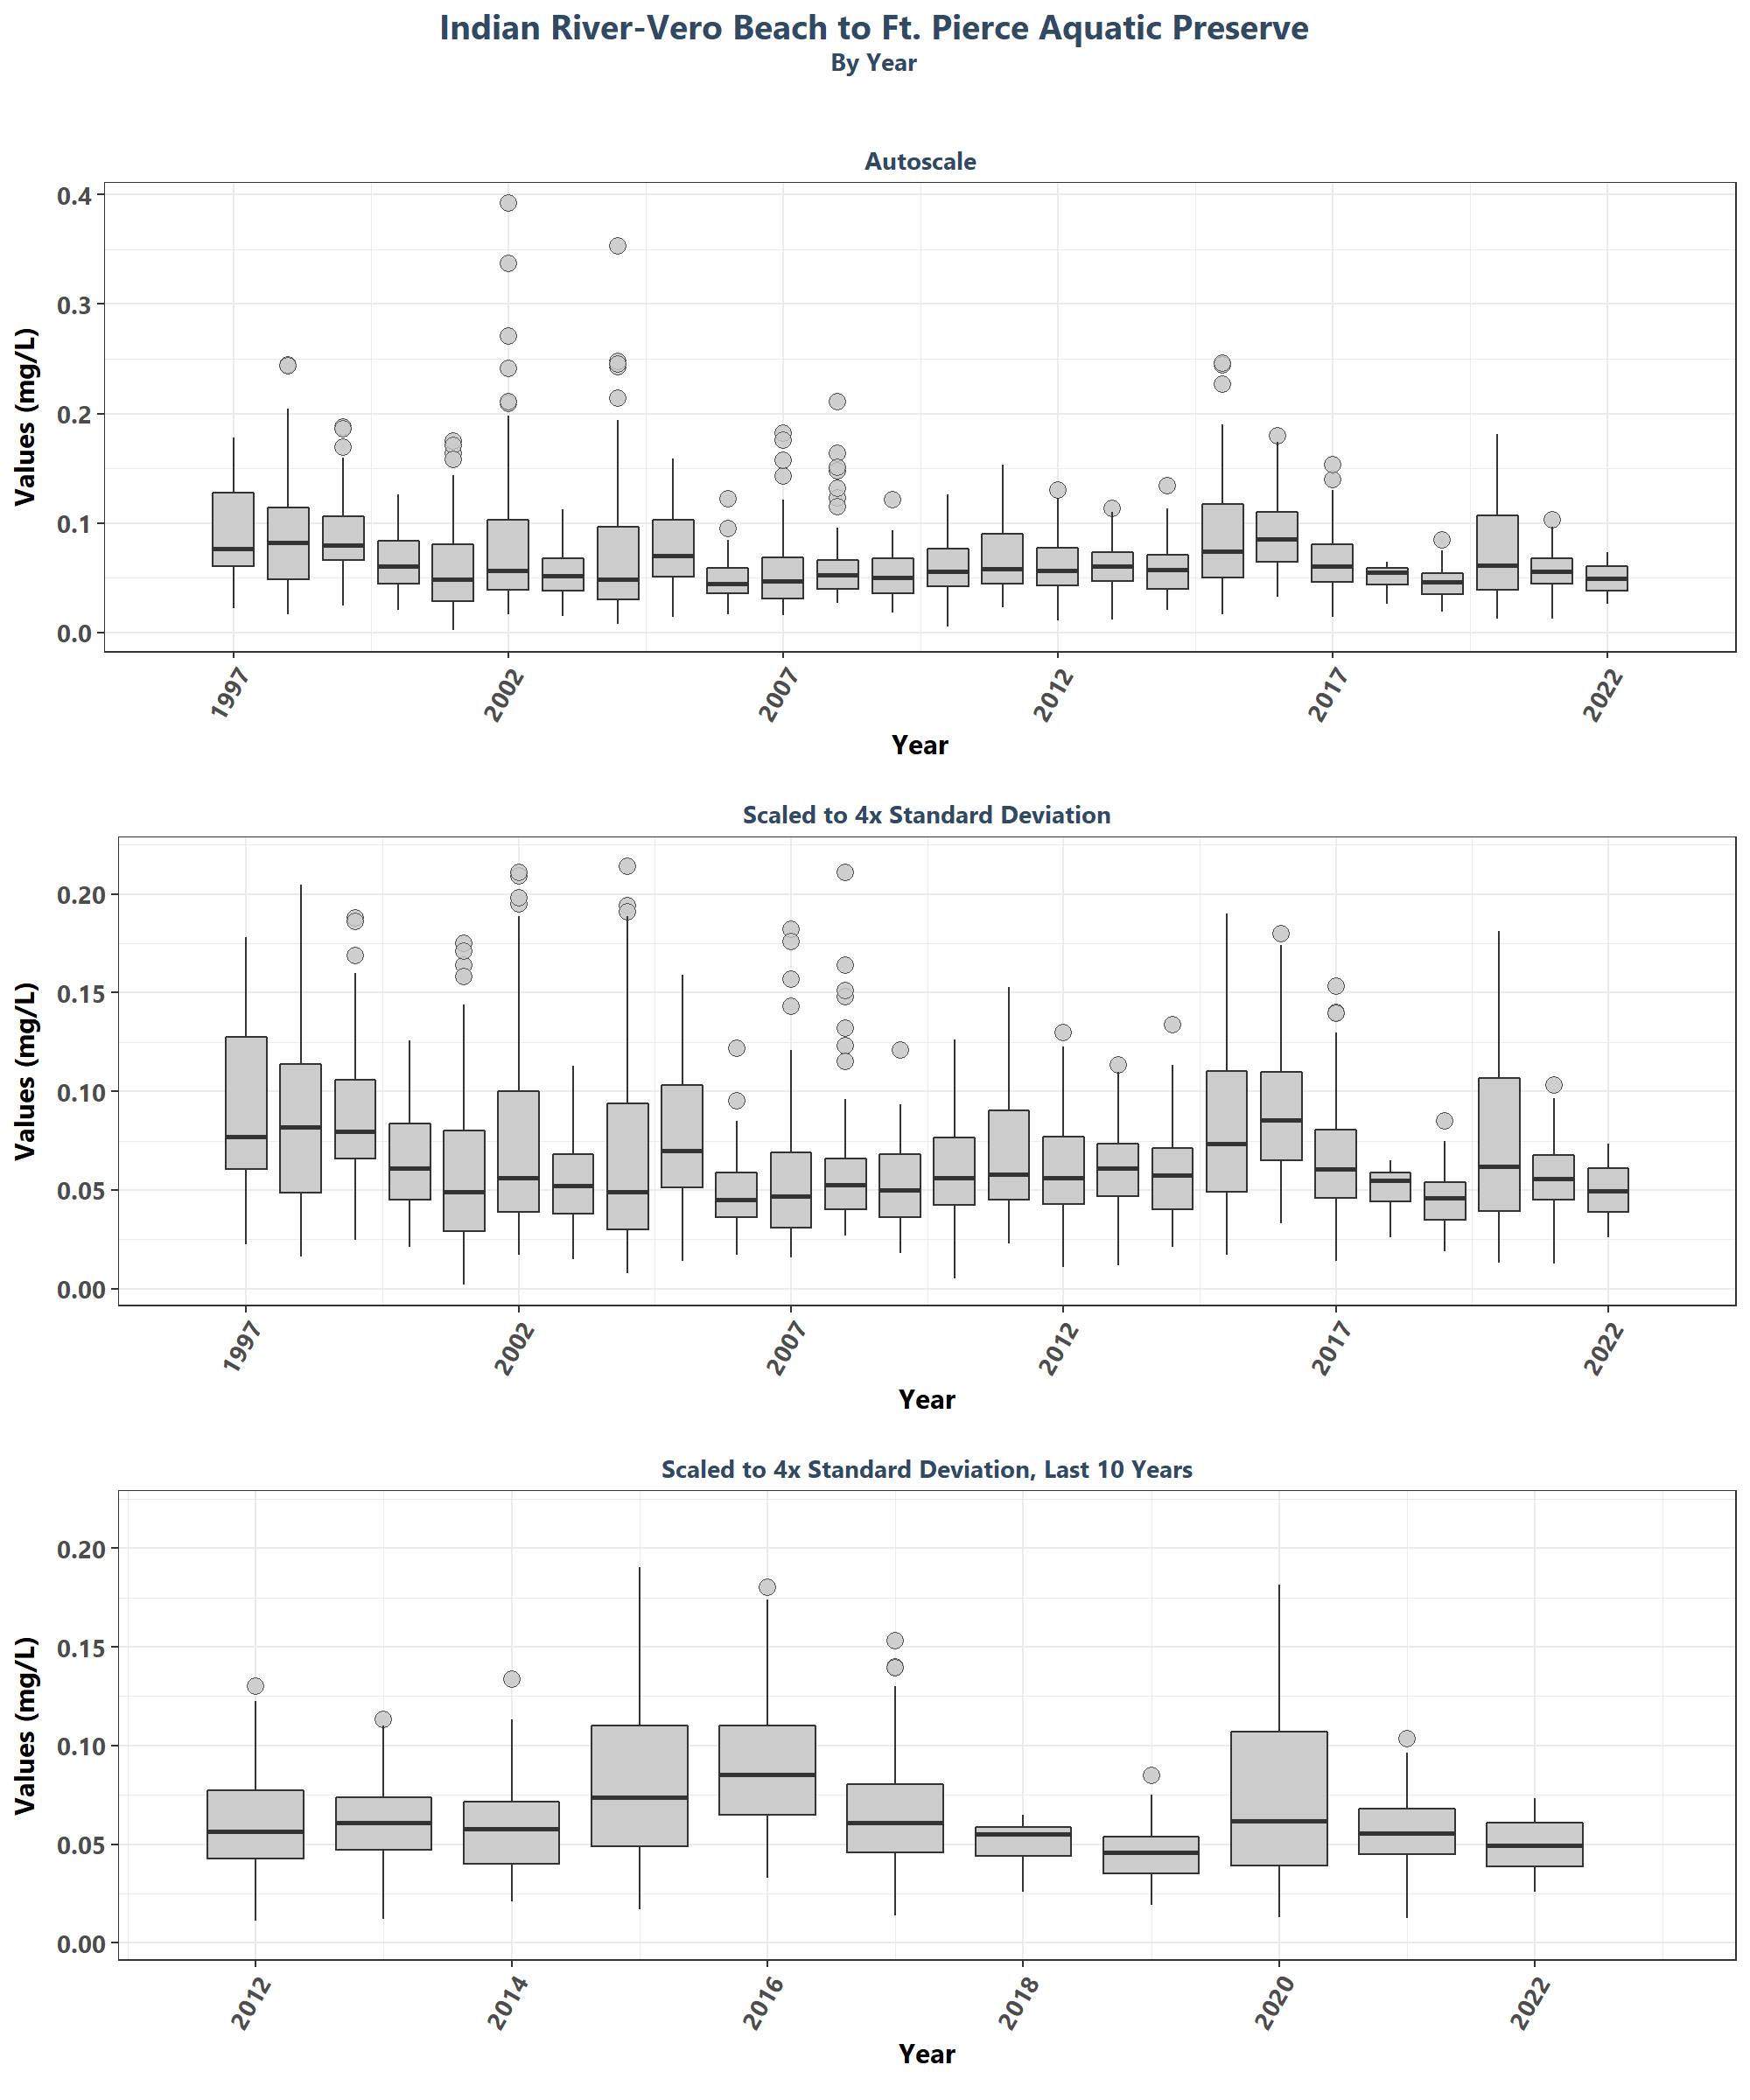 Indian River-Vero Beach to Ft. Pierce Aquatic Preserve
By Year
Autoscale
Values (mg/L)
0.4
0.3
0.2
0.1
0.0
1997 2002 2007 2012 2017 2022
Year
Scaled to 4x Standard Deviation
Values (mg/L)
0.20
0.15
0.10
0.05
0.00
1997 2002 2007 2012 2017 2022
Year
Scaled to 4x Standard Deviation, Last 10 Years
Values (mg/L)
0.20
0.15
0.10
0.05
0.00
2012 2014 2016 2018 2020 2022
Year